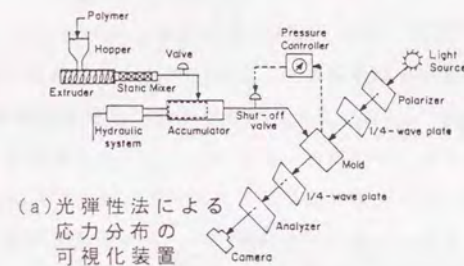 Polymer
Hopper
Valve
Pressure
Controller
Light
Source
Extruder
Static Mixer
Polarizer
Hydraulic
system
Accumulator
Shut-off
valve
1/4-wave plate
Mold
1/4-wave plate
Analyzer
Camera
(a)光弾性法による
応力分布の
可視化装置